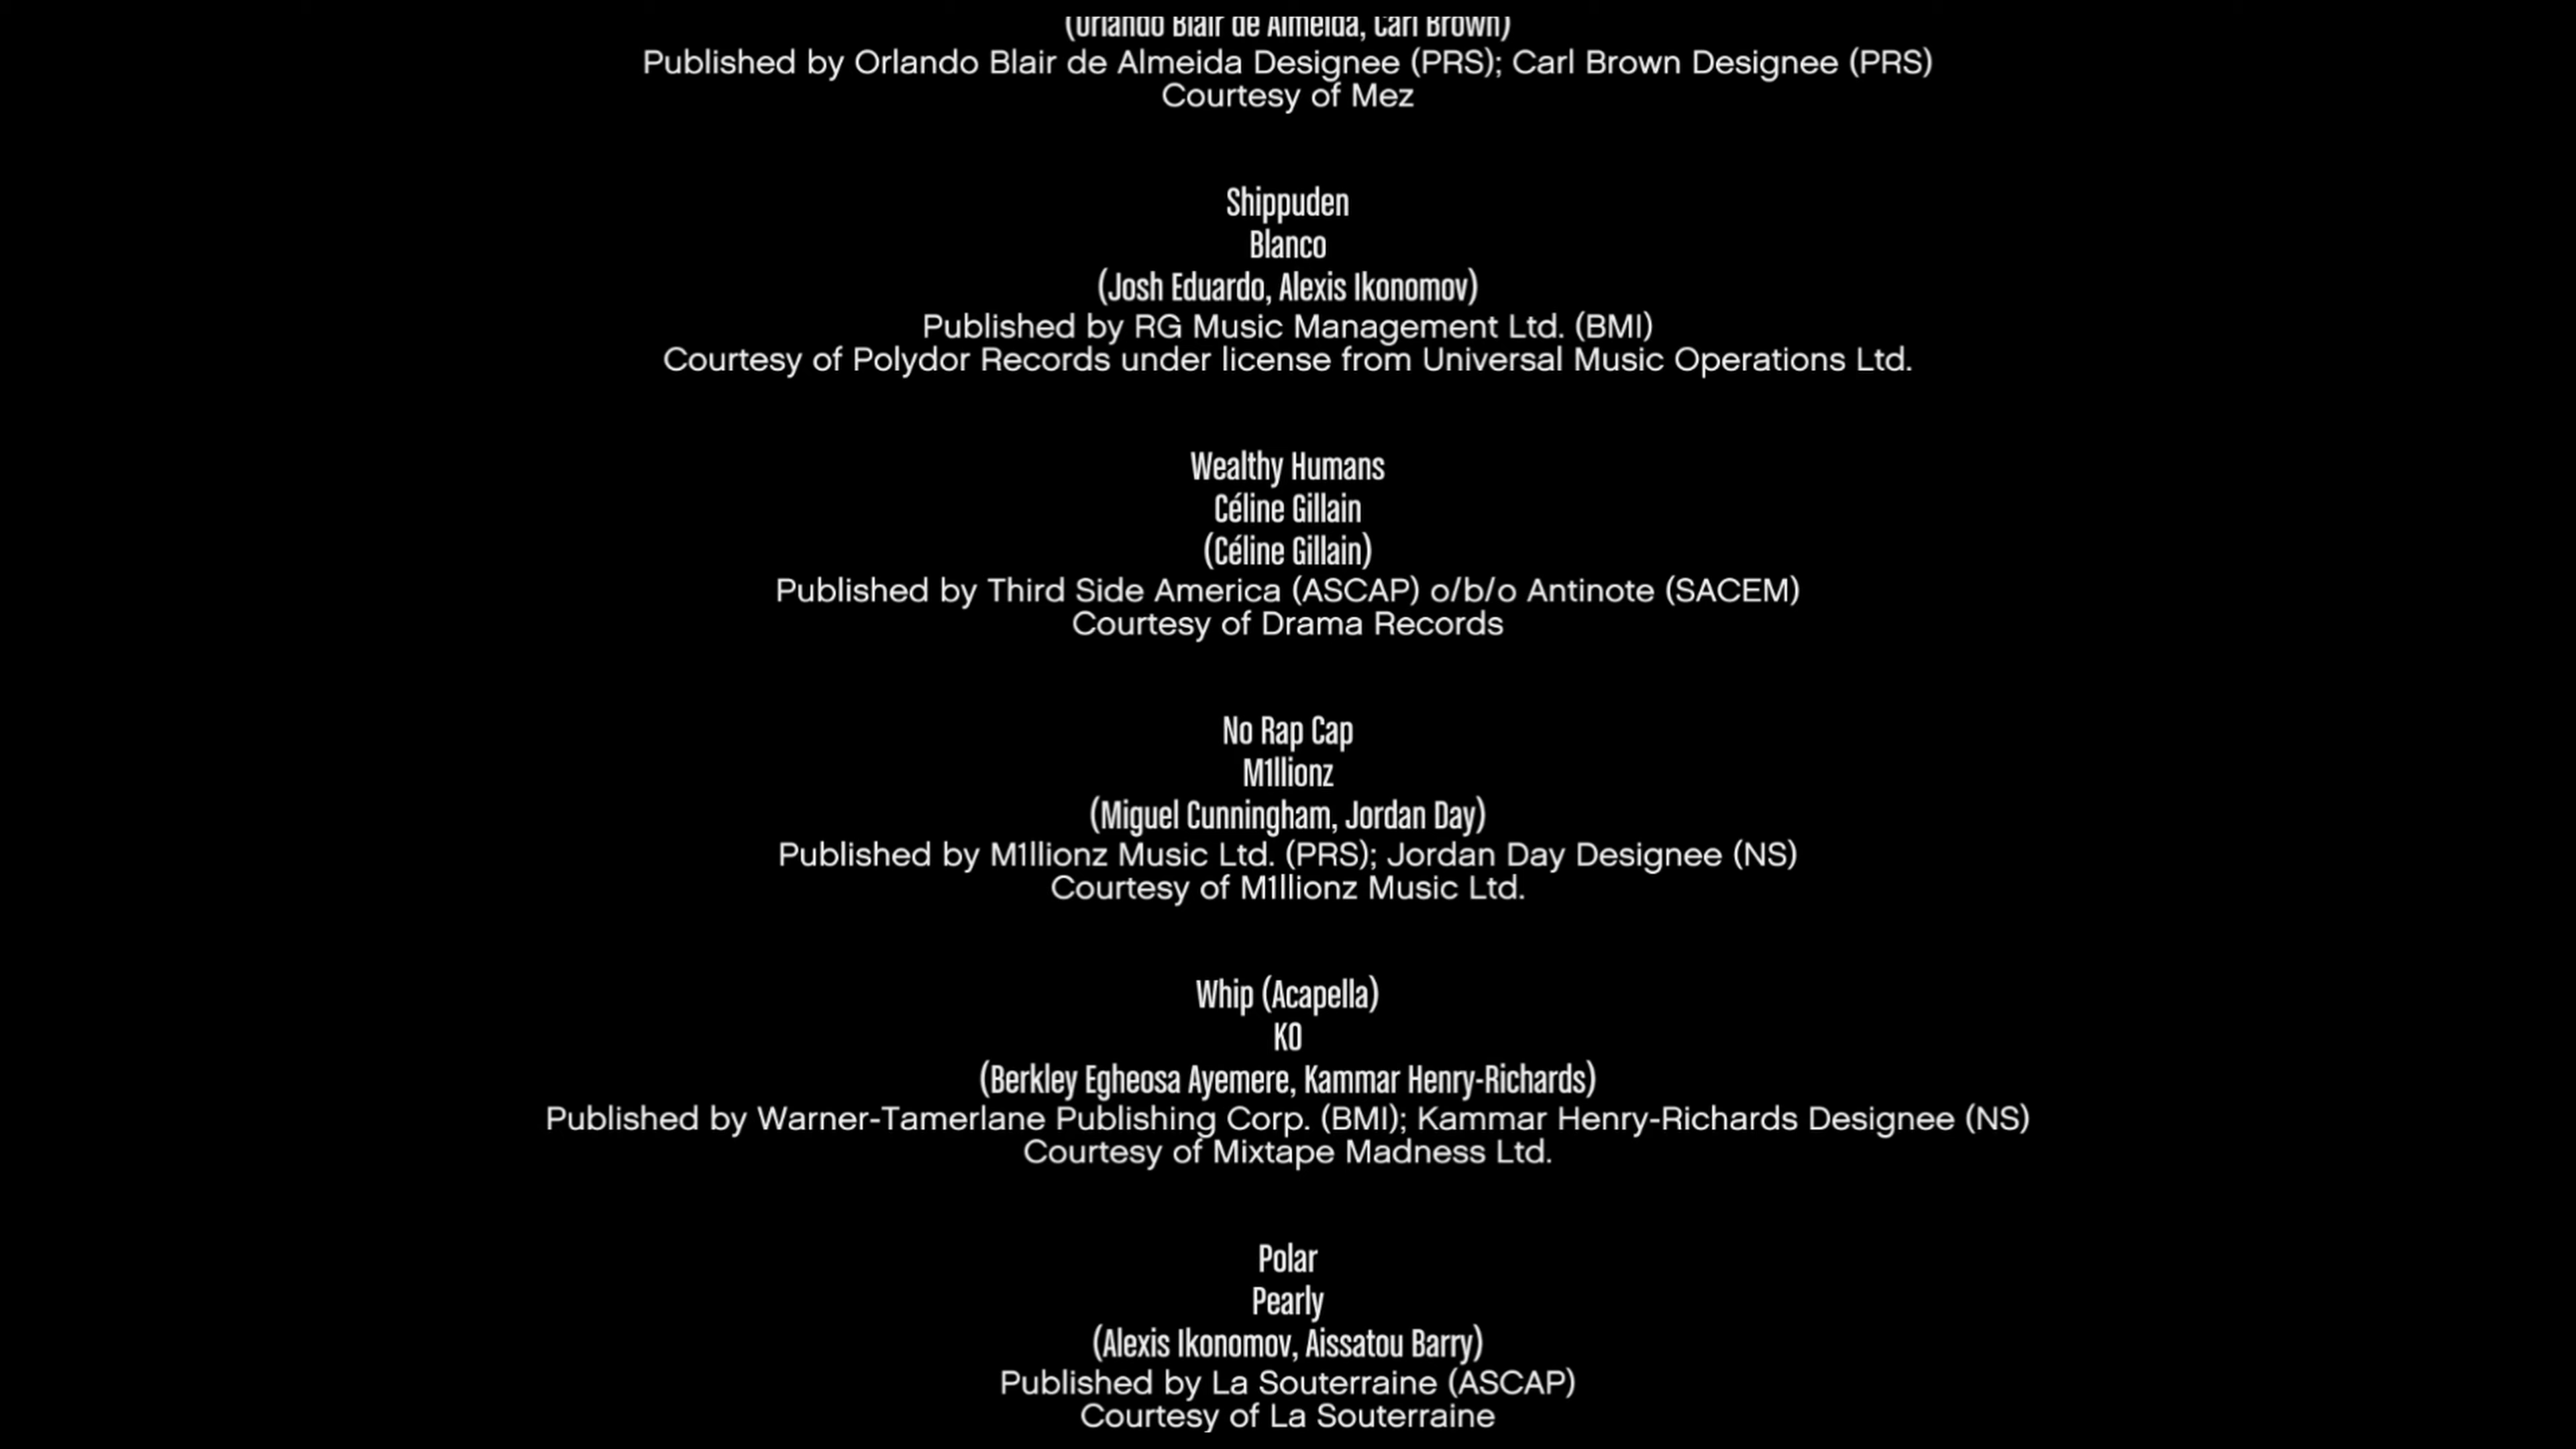 (Orlando Blair de Almeida, Carl Brown)
Published by Orlando Blair de Almeida Designee (PRS); Carl Brown Designee (PRS)
Courtesy of Mez
Shippuden
Blanco
(Josh Eduardo, Alexis Ikonomov)
Published by RG Music Management Ltd. (BMI)
Courtesy of Polydor Records under license from Universal Music Operations Ltd.
Wealthy Humans
Céline Gillain
(Céline Gillain)
Published by Third Side America (ASCAP) o/b/o Antinote (SACEM)
Courtesy of Drama Records
No Rap Cap
M1llionz
(Miguel Cunningham, Jordan Day)
Published by M1llionz Music Ltd. (PRS); Jordan Day Designee (NS)
Courtesy of M1llionz Music Ltd.
Whip (Acapella)
KO
(Berkley Egheosa Ayemere, Kammar Henry-Richards)
Published by Warner-Tamerlane Publishing Corp. (BMI); Kammar Henry-Richards Designee (NS)
Courtesy of Mixtape Madness Ltd.
Polar
Pearly
(Alexis Ikonomov, Aissatou Barry)
Published by La Souterraine (ASCAP)
Courtesy of La Souterraine